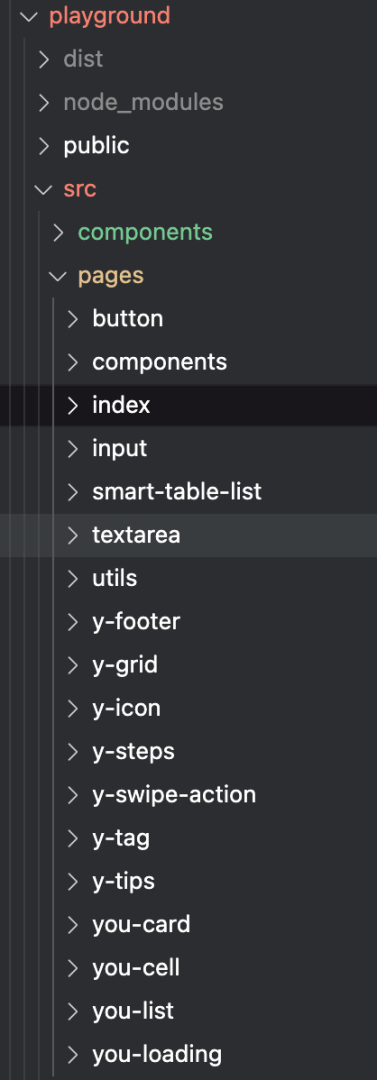 playground
dist
node_modules
public
src
components
pages
button
components
index
input
smart-table-list
textarea
utils
y-footer
y-grid
y-icon
y-steps
y-swipe-action
y-tag
y-tips
you-card
you-cell
you-list
you-loading